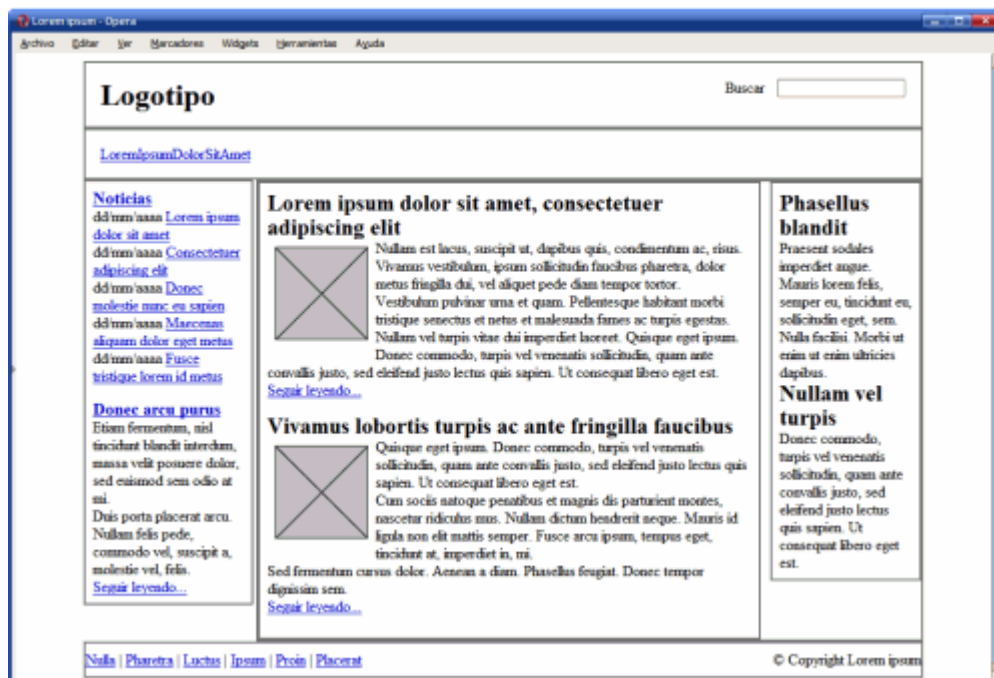 Lorem ipsum - Opera
Archivo Editar Ver Marcadores Widgets Herramientas Ayuda
Logotipo
Buscar
LoremIpsumDolorSitAmet
Noticias
dd/mm/aaaa Lorem ipsum
dolor sit amet
dd/mm/aaaa Consectetuer
adipiscing elit
dd/mm/aaaa Donec
molestie nunc eu sapien
dd/mm/aaaa Maecenas
aliquam dolor eget metus
dd/mm/aaaa Fusce
tristique lorem id metus
Donec arcu purus
Etiam fermentum, nisl
tincidunt blandit interdum,
massa velit posuere dolor,
sed euismod sem odio at
mi.
Duis porta placerat arcu.
Nullam felis pede,
commodo vel, suscipit a,
molestie vel, felis.
Seguir leyendo...
Lorem ipsum dolor sit amet, consectetuer
adipiscing elit
Nullam est lacus, suscipit ut, dapibus quis, condimentum ac, risus.
Vivamus vestibulum, ipsum sollicitudin faucibus pharetra, dolor
metus fringilla dui, vel aliquet pede diam tempor tortor.
Vestibulum pulvinar urna et quam. Pellentesque habitant morbi
tristique senectus et netus et malesuada fames ac turpis egestas.
Nullam vel turpis vitae dui imperdiet laoreet. Quisque eget ipsum.
Donec commodo, turpis vel venenatis sollicitudin, quam ante
convallis justo, sed eleifend justo lectus quis sapien. Ut consequat libero eget est.
Seguir leyendo...
Vivamus lobortis turpis ac ante fringilla faucibus
Quisque eget ipsum. Donec commodo, turpis vel venenatis
sollicitudin, quam ante convallis justo, sed eleifend justo lectus quis
sapien. Ut consequat libero eget est.
Cum sociis natoque penatibus et magnis dis parturient montes,
nascetur ridiculus mus. Nullam dictum hendrerit neque. Mauris id
ligula non elit mattis semper. Fusce arcu ipsum, tempus eget,
tincidunt at, imperdiet in, mi.
Sed fermentum cursus dolor. Aenean a diam. Phasellus feugiat. Donec tempor
dignissim sem.
Seguir leyendo...
Phasellus
blandit
Praesent sodales
imperdiet augue.
Mauris lorem felis,
semper eu, tincidunt eu,
sollicitudin eget, sem.
Nulla facilisi. Morbi ut
enim ut enim ultricies
dapibus.
Nullam vel
turpis
Donec commodo,
turpis vel venenatis
sollicitudin, quam ante
convallis justo, sed
eleifend justo lectus
quis sapien. Ut
consequat libero eget
est.
Nulla | Pharetra | Luctus | Ipsum | Proin | Placerat
© Copyright Lorem ipsum